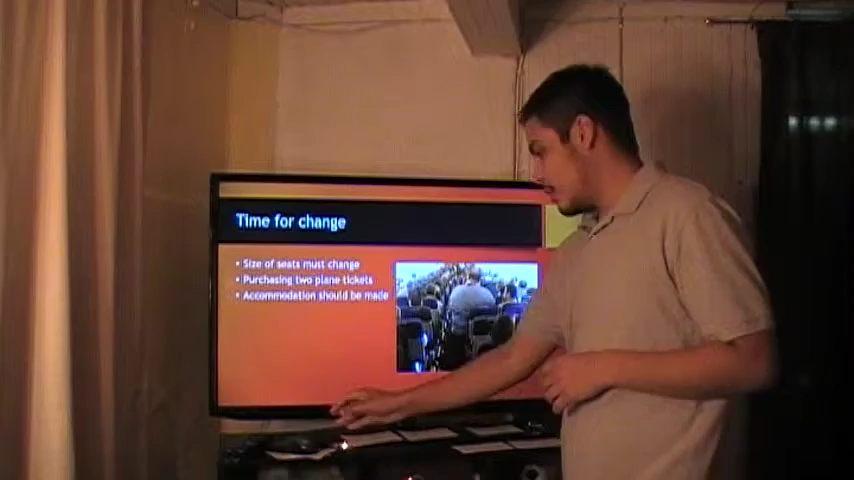 Time for change
• Size of seats must change
• Purchasing two plane tickets
• Accommodation should be made